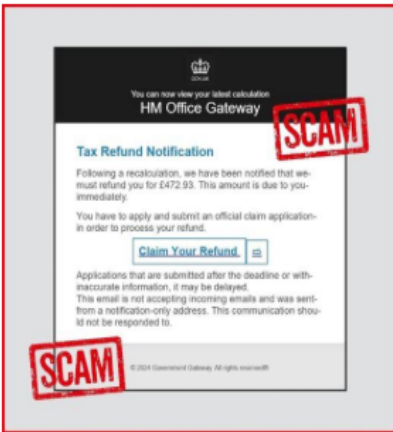 GOV.UK
You can now view your latest calculation
HM Office Gateway
SCAM
Tax Refund Notification
Following a recalculation, we have been notified that we-
must refund you for £472.93. This amount is due to you-
immediately.
You have to apply and submit an official claim application-
in order to process your refund.
Claim Your Refund ⇨
Applications that are submitted after the deadline or with-
inaccurate information, it may be delayed.
This email is not accepting incoming emails and was sent-
from a notification-only address. This communication shou-
ld not be responded to.
SCAM
© 2024 Government Gateway. All rights reserved®